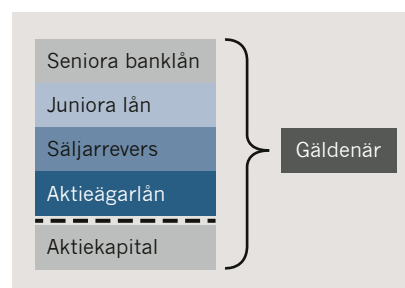 Seniora banklån
Juniora lån
Säljarrevers
Aktieägarlån
Aktiekapital
Gäldenär